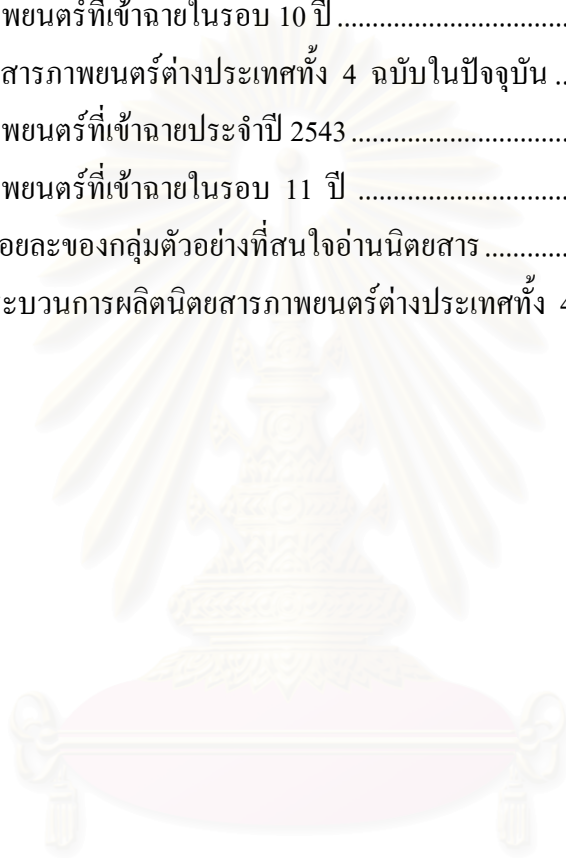 พยนตร์ที่เข้าฉายในรอบ 10 ปี ...............................
สารภาพยนตร์ต่างประเทศทั้ง 4 ฉบับในปัจจุบัน ..
พยนตร์ที่เข้าฉายประจำปี 2543 .............................
พยนตร์ที่เข้าฉายในรอบ 11 ปี ............................
อยละของกลุ่มตัวอย่างที่สนใจอ่านนิตยสาร ...........
ะบวนการผลิตนิตยสารภาพยนตร์ต่างประเทศทั้ง 4